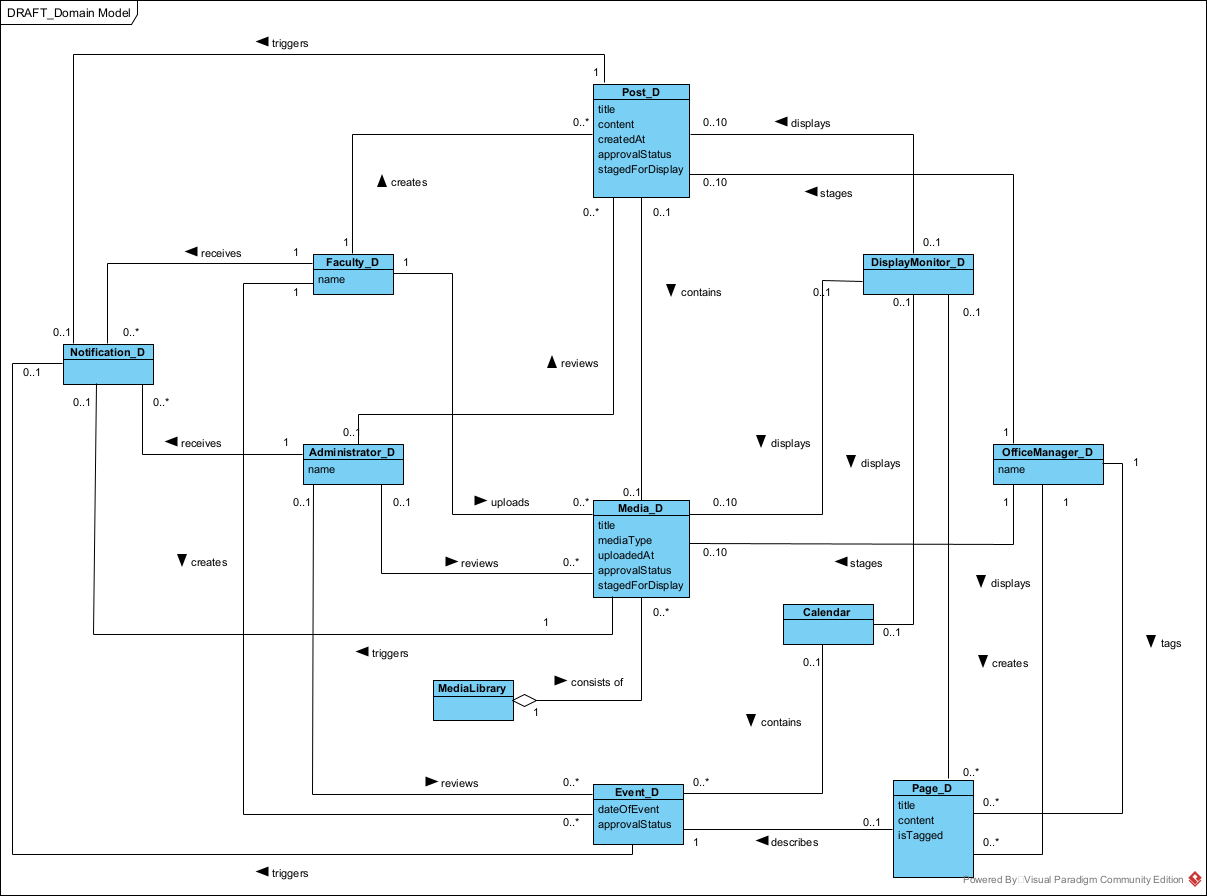 DRAFT_Domain Model
triggers
1
Post_D
title
content
createdAt
approvalStatus
stagedForDisplay
0..*
0..10
displays
creates
0..10
stages
0..*
0..1
1
0..1
receives
1
Faculty_D
name
1
1
DisplayMonitor_D
contains
0..1
0..1
0..1
0..1
0..*
Notification_D
0..1
reviews
0..1
0..*
receives
1
0..1
Administrator_D
name
displays
displays
1
OfficeManager_D
name
1
0..1
0..1
0..1
uploads
0..*
Media_D
title
mediaType
uploadedAt
approvalStatus
stagedForDisplay
0..10
1
1
0..10
creates
reviews
0..*
stages
displays
1
0..*
Calendar
0..1
tags
triggers
0..1
creates
MediaLibrary
consists of
1
contains
reviews
0..*
0..*
0..*
Event_D
dateOfEvent
approvalStatus
0..*
Page_D
title
content
isTagged
0..*
0..1
1
describes
0..*
triggers
Powered By Visual Paradigm Community Edition